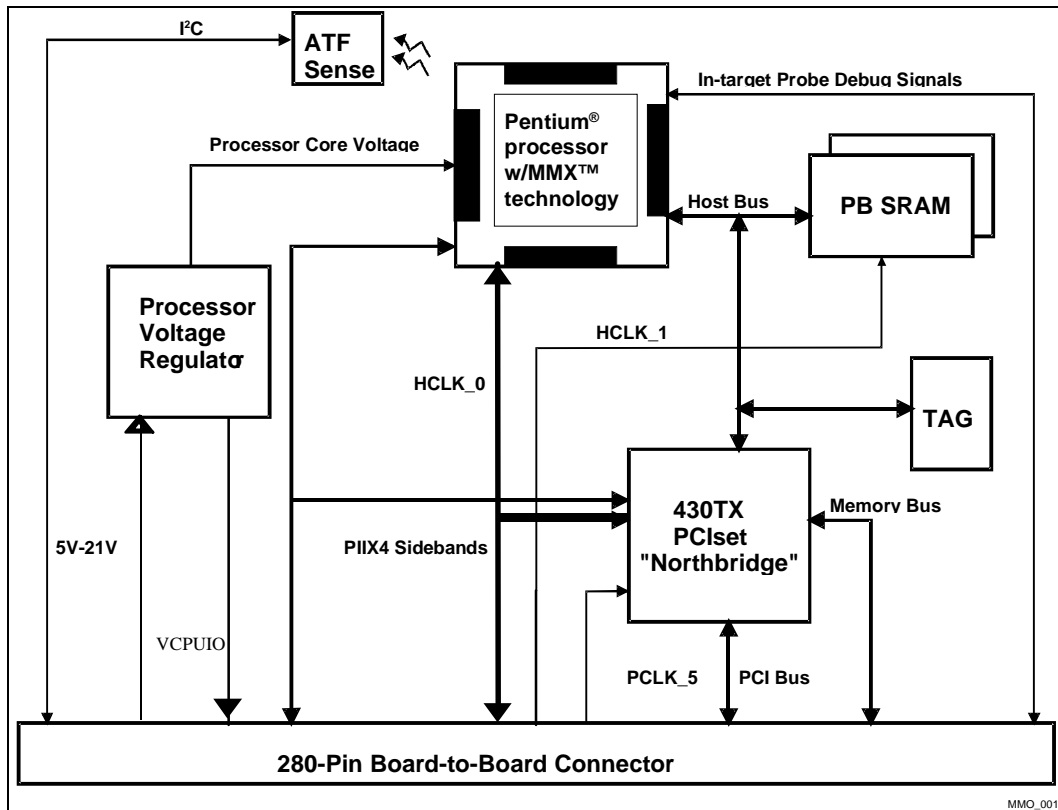 I²C
ATF
Sense
In-target Probe Debug Signals
Pentium®
processor
w/MMX™
technology
Processor Core Voltage
Host Bus
PB SRAM
Processor
Voltage
Regulator
HCLK_1
HCLK_0
TAG
430TX
PCIset
"Northbridge"
Memory Bus
5V-21V
PIIX4 Sidebands
VCPUIO
PCLK_5
PCI Bus
280-Pin Board-to-Board Connector
MMO_001